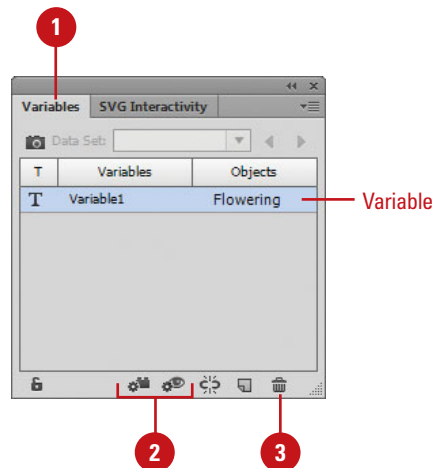 1
Variables SVG Interactivity
Data Set:
T Variables Objects
T Variable1 Flowering
Variable
2 3